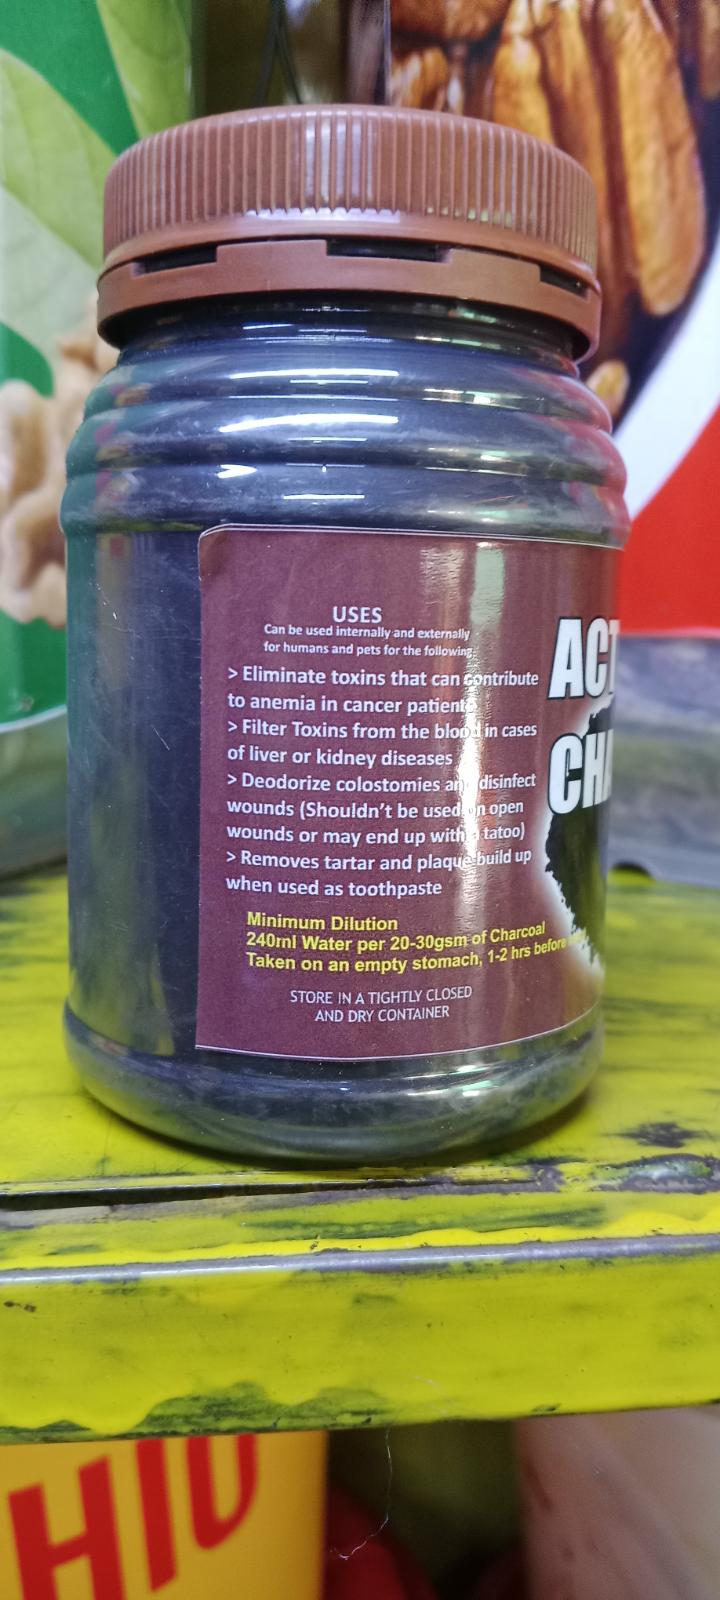 USES
Can be used internally and externally
for humans and pets for the following
> Eliminate toxins that can contribute
to anemia in cancer patients
> Filter Toxins from the blood in cases
of liver or kidney diseases
> Deodorize colostomies and disinfect
wounds (Shouldn't be used on open
wounds or may end up with a tatoo)
> Removes tartar and plaque build up
when used as toothpaste
Minimum Dilution
240ml Water per 20-30gsm of Charcoal
Taken on an empty stomach, 1-2 hrs before
STORE IN A TIGHTLY CLOSED
AND DRY CONTAINER
ACT
CHA
HIO